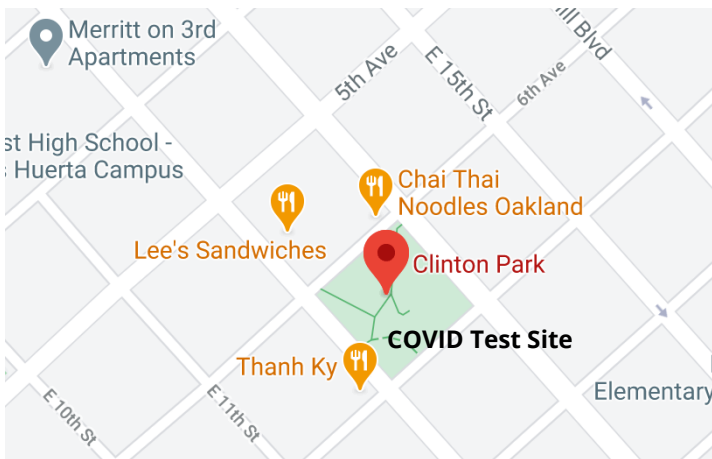 Merritt on 3rd
Apartments
5th Ave
E 15th St
6th Ave
Blvd
st High School -
Huerta Campus
Chai Thai
Noodles Oakland
Lee's Sandwiches
Clinton Park
COVID Test Site
Thanh Ky
Elementary
E 10th St
E 11th St